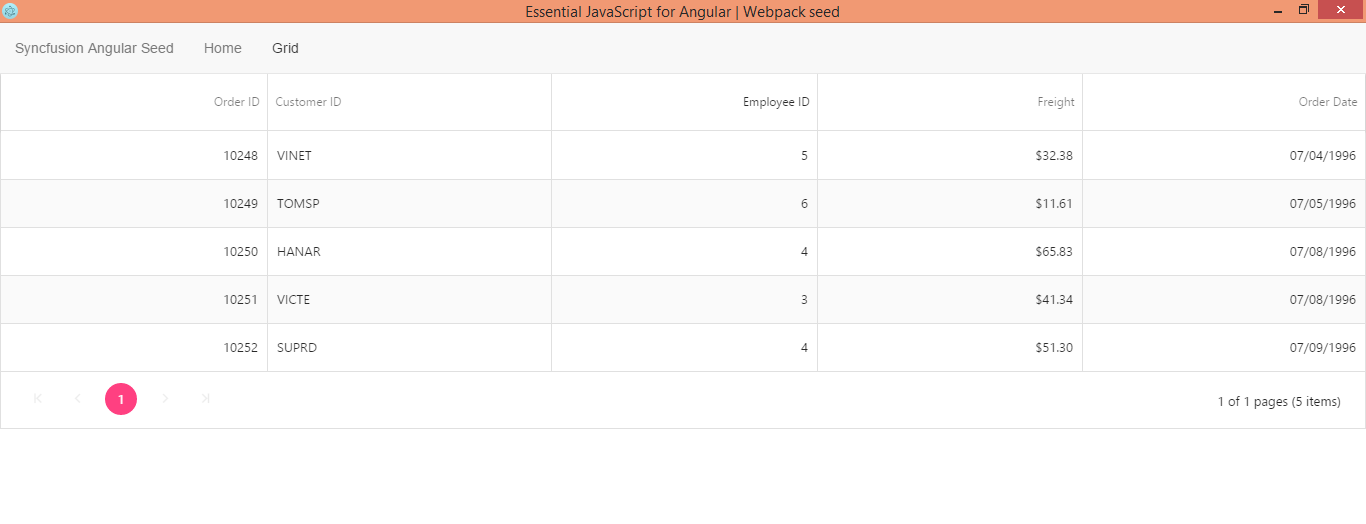 Essential JavaScript for Angular | Webpack seed
Syncfusion Angular Seed Home Grid
Order ID Customer ID Employee ID Freight Order Date
10248 VINET 5 $32.38 07/04/1996
10249 TOMSP 6 $11.61 07/05/1996
10250 HANAR 4 $65.83 07/08/1996
10251 VICTE 3 $41.34 07/08/1996
10252 SUPRD 4 $51.30 07/09/1996
1 1 of 1 pages (5 items)